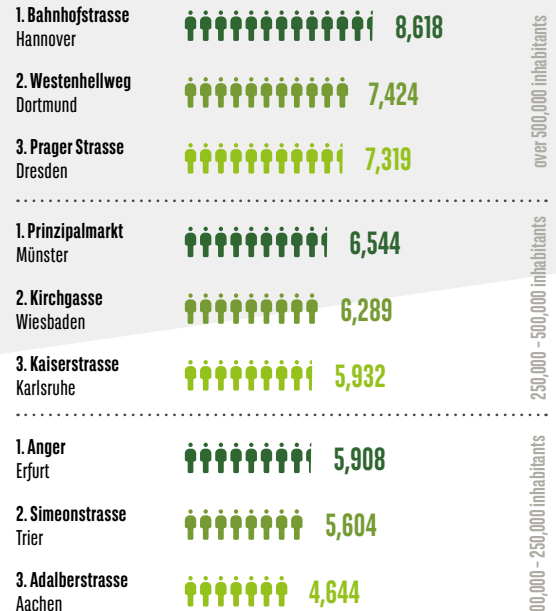 1. Bahnhofstrasse
Hannover
8,618
2. Westenhellweg
Dortmund
7,424
3. Prager Strasse
Dresden
7,319
over 500,000 inhabitants
1. Prinzipalmarkt
Münster
6,544
2. Kirchgasse
Wiesbaden
6,289
3. Kaiserstrasse
Karlsruhe
5,932
250,000 – 500,000 inhabitants
1. Anger
Erfurt
5,908
2. Simeonstrasse
Trier
5,604
3. Adalberstrasse
Aachen
4,644
00,000 – 250,000 inhabitants